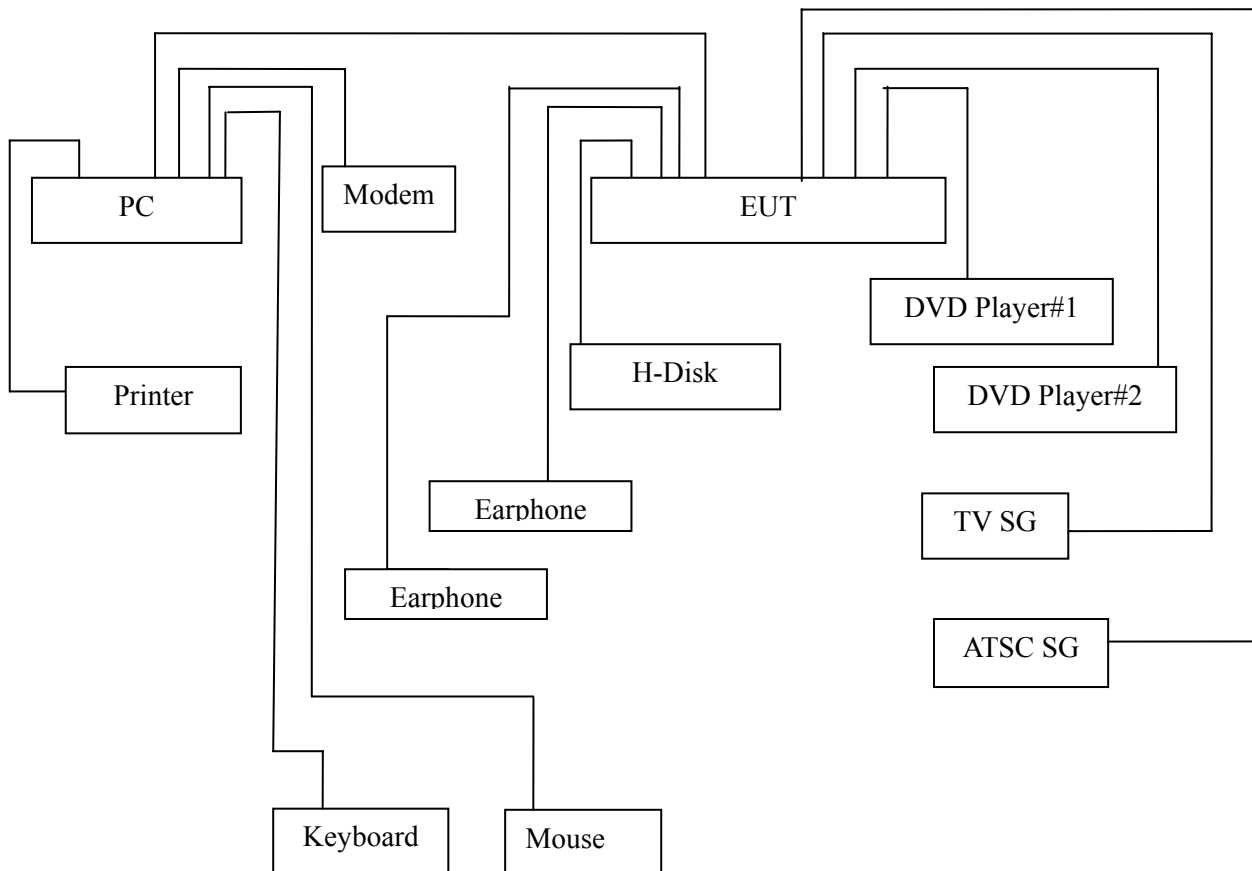 PC
Modem
EUT
DVD Player#1
H-Disk
Printer
DVD Player#2
Earphone
TV SG
Earphone
ATSC SG
Keyboard
Mouse